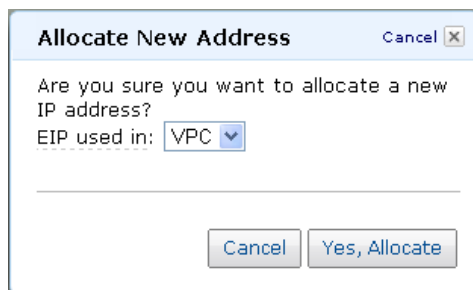 Allocate New Address Cancel
Are you sure you want to allocate a new
IP address?
EIP used in: VPC
Cancel Yes, Allocate